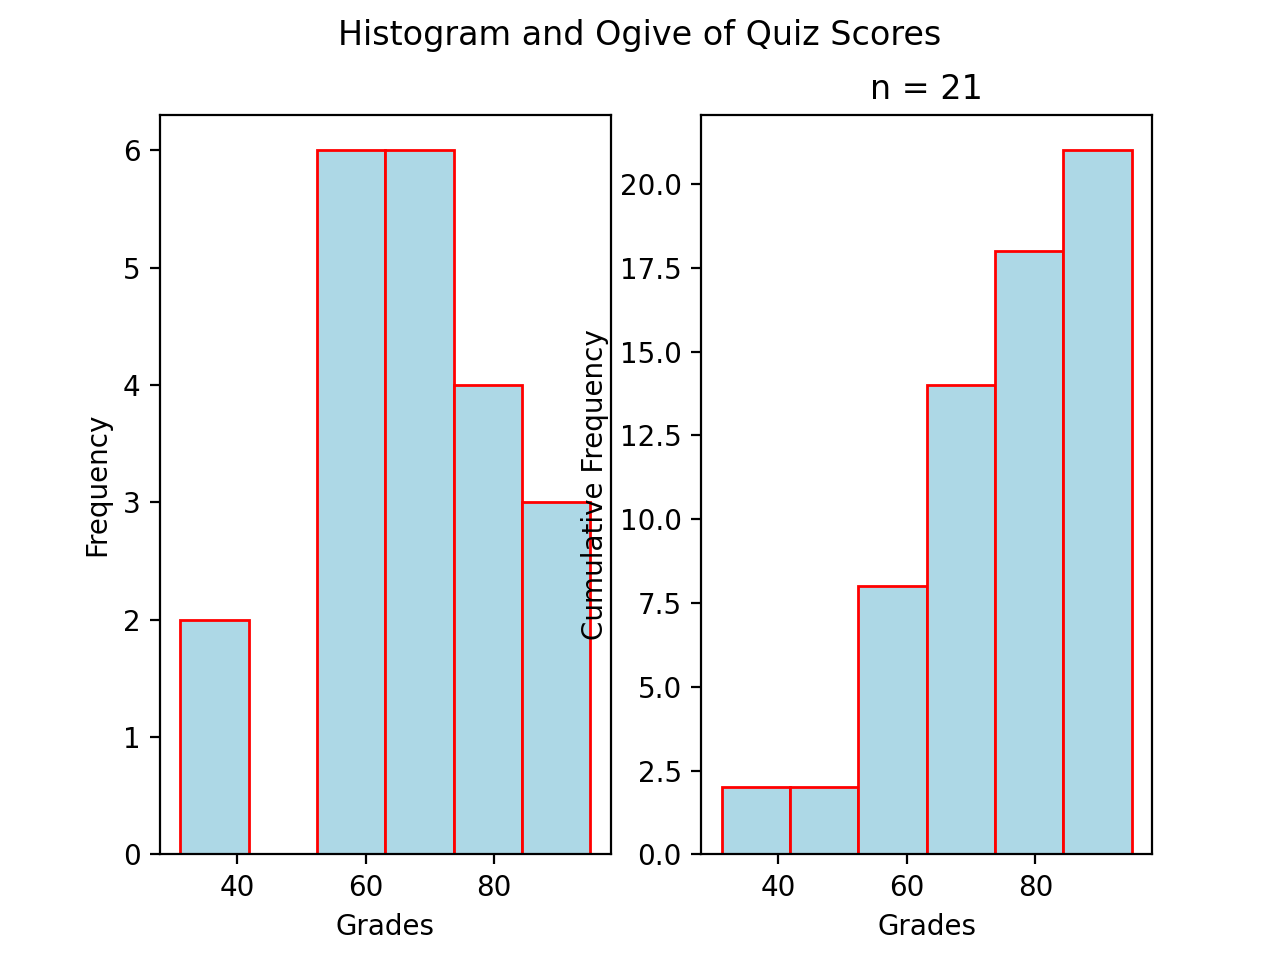 Histogram and Ogive of Quiz Scores
6
5
4
3
2
1
0
Frequency
40 60 80
Grades
n = 21
20.0
17.5
15.0
12.5
10.0
7.5
5.0
2.5
0.0
Cumulative Frequency
40 60 80
Grades